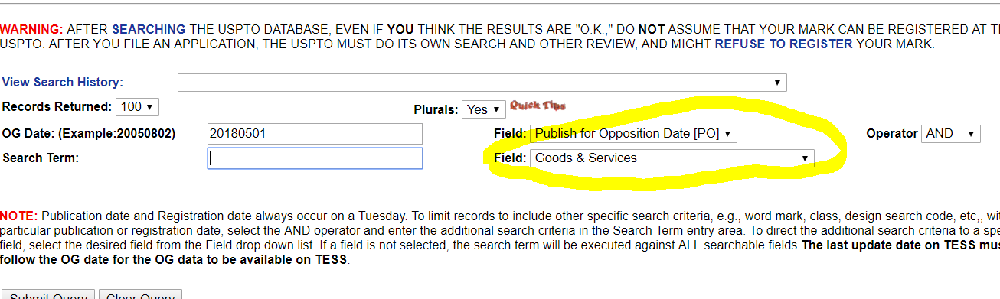 WARNING: AFTER SEARCHING THE USPTO DATABASE, EVEN IF YOU THINK THE RESULTS ARE "O.K.," DO NOT ASSUME THAT YOUR MARK CAN BE REGISTERED AT
USPTO. AFTER YOU FILE AN APPLICATION, THE USPTO MUST DO ITS OWN SEARCH AND OTHER REVIEW, AND MIGHT REFUSE TO REGISTER YOUR MARK.
View Search History:
Records Returned: 100 Plurals: Yes Quick Tips
OG Date: (Example:20050802) 20180501 Field: Publish for Opposition Date [PO] Operator AND
Search Term: Field: Goods & Services
NOTE: Publication date and Registration date always occur on a Tuesday. To limit records to include other specific search criteria, e.g., word mark, class, design search code, etc,,
particular publication or registration date, select the AND operator and enter the additional search criteria in the Search Term entry area. To direct the additional search criteria to a
field, select the desired field from the Field drop down list. If a field is not selected, the search term will be executed against ALL searchable fields.The last update date on TESS
follow the OG date for the OG data to be available on TESS.
Submit Query Clear Query